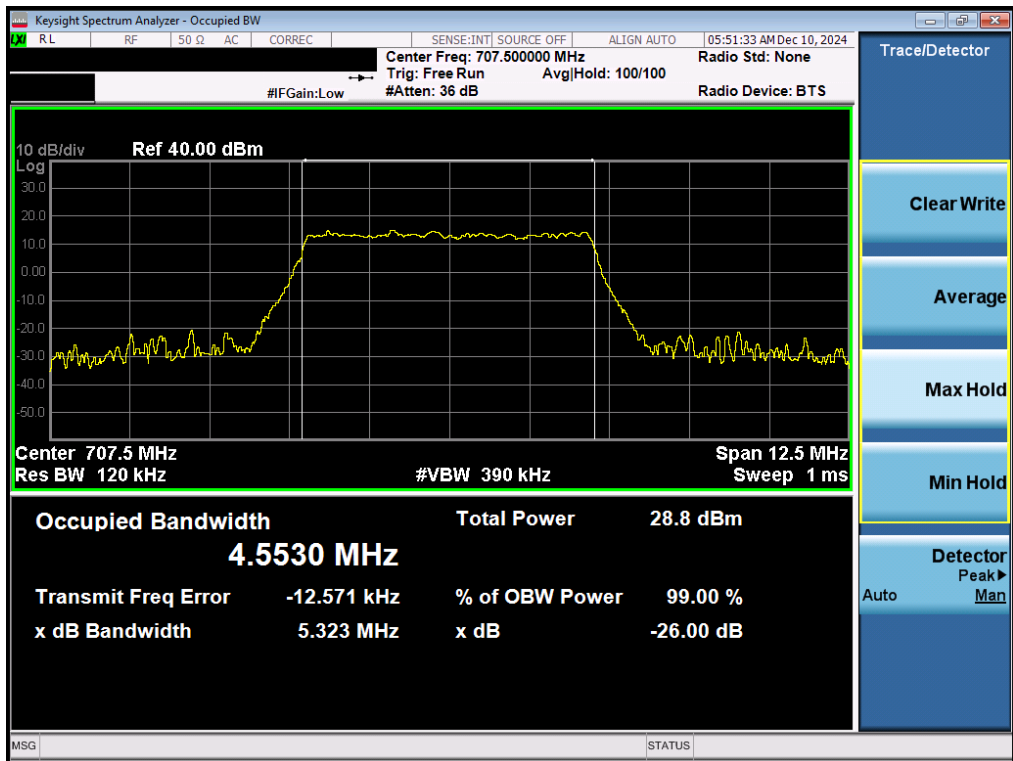 Keysight Spectrum Analyzer - Occupied BW
LXI RL RF 50 Ω AC CORREC SENSE:INT SOURCE OFF ALIGN AUTO 05:51:33 AM Dec 10, 2024
Center Freq: 707.500000 MHz Radio Std: None
Trig: Free Run Avg|Hold: 100/100
#IFGain:Low #Atten: 36 dB Radio Device: BTS
Trace/Detector
10 dB/div Ref 40.00 dBm
Log
30.0
20.0
10.0
0.00
-10.0
-20.0
-30.0
-40.0
-50.0
Center 707.5 MHz Span 12.5 MHz
Res BW 120 kHz #VBW 390 kHz Sweep 1 ms
Occupied Bandwidth Total Power 28.8 dBm
4.5530 MHz
Transmit Freq Error -12.571 kHz % of OBW Power 99.00 %
x dB Bandwidth 5.323 MHz x dB -26.00 dB
Clear Write
Average
Max Hold
Min Hold
Detector
Peak▶
Auto Man
MSG STATUS